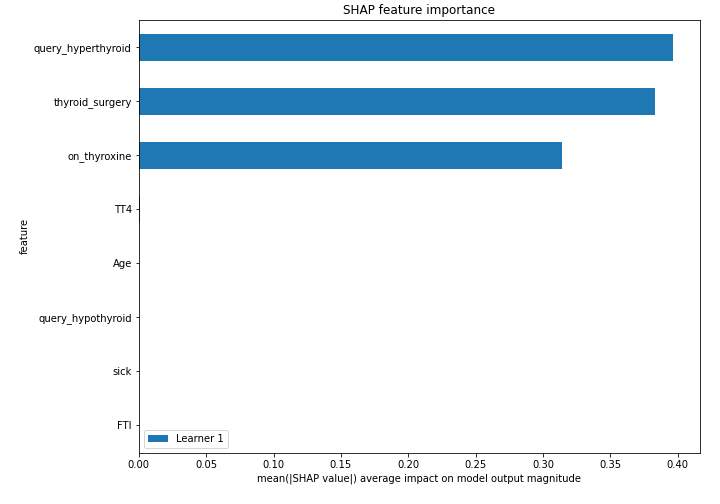 SHAP feature importance
query_hyperthyroid
thyroid_surgery
on_thyroxine
TT4
Age
query_hypothyroid
sick
FTI
feature
Learner 1
0.00 0.05 0.10 0.15 0.20 0.25 0.30 0.35 0.40
mean(|SHAP value|) average impact on model output magnitude